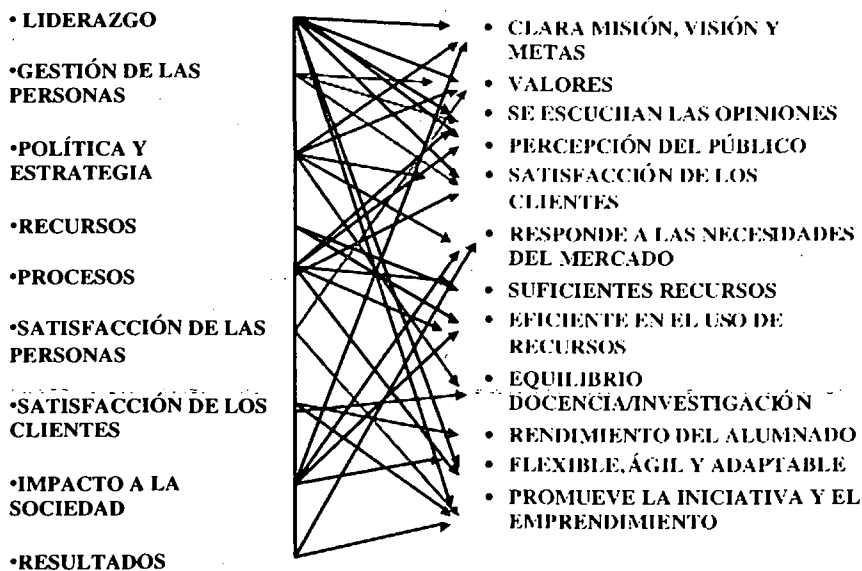 •LIDERAZGO
•GESTIÓN DE LAS
PERSONAS
•POLÍTICA Y
ESTRATEGIA
•RECURSOS
•PROCESOS
•SATISFACCIÓN DE LAS
PERSONAS
•SATISFACCIÓN DE LOS
CLIENTES
•IMPACTO A LA
SOCIEDAD
•RESULTADOS
• CLARA MISIÓN, VISIÓN Y
METAS
• VALORES
• SE ESCUCHAN LAS OPINIONES
• PERCEPCIÓN DEL PÚBLICO
• SATISFACCIÓN DE LOS
CLIENTES
• RESPONDE A LAS NECESIDADES
DEL MERCADO
• SUFICIENTES RECURSOS
• EFICIENTE EN EL USO DE
RECURSOS
• EQUILIBRIO
DOCENCIA/INVESTIGACIÓN
• RENDIMIENTO DEL ALUMNADO
• FLEXIBLE, ÁGIL Y ADAPTABLE
• PROMUEVE LA INICIATIVA Y EL
EMPRENDIMIENTO